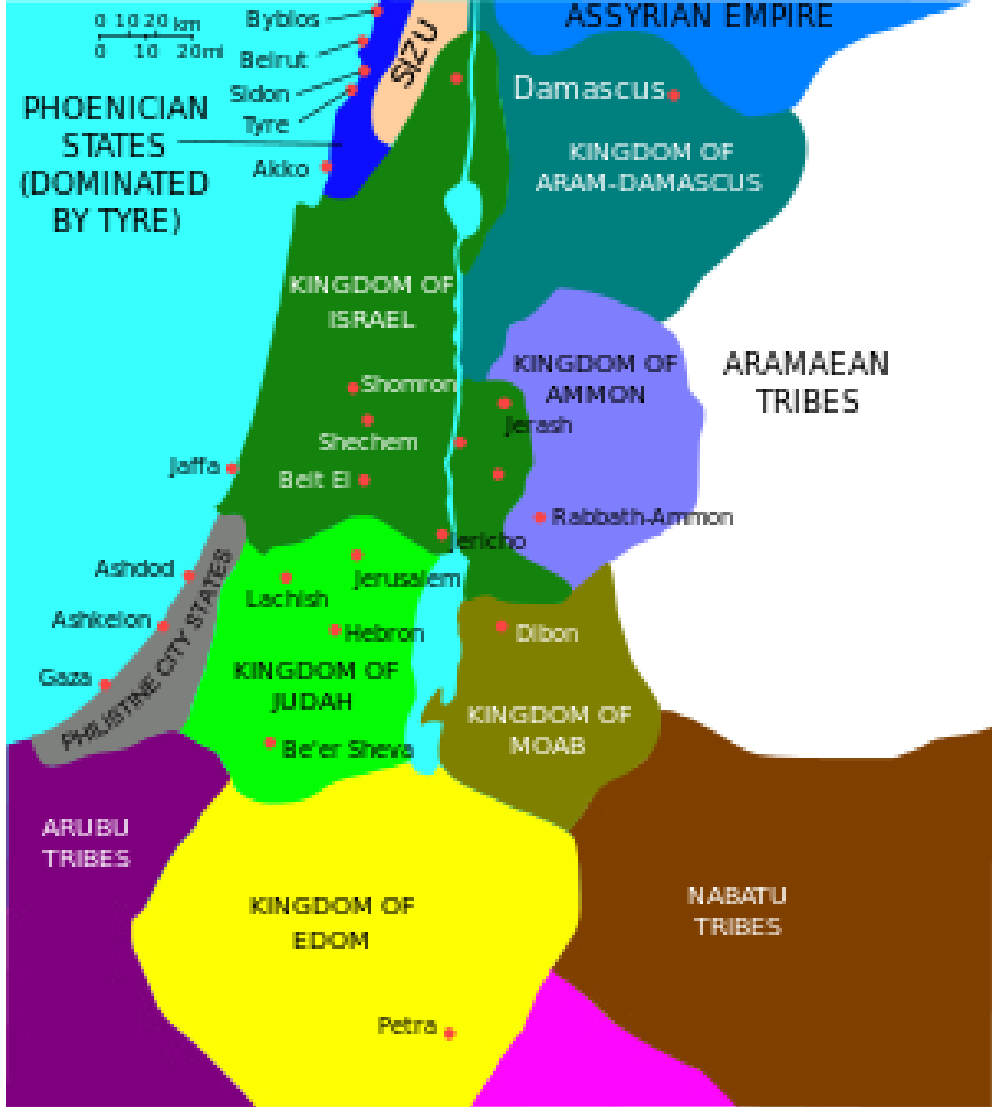 0 10 20 km
0 10 20mi
Byblos
Beirut
Sidon
Tyre
Akko
PHOENICIAN
STATES
(DOMINATED
BY TYRE)
SIZU
ASSYRIAN EMPIRE
Damascus
KINGDOM OF
ARAM-DAMASCUS
KINGDOM OF
ISRAEL
KINGDOM OF
AMMON
ARAMAEAN
TRIBES
Shomron
Jerash
Shechem
Jaffa
Beit El
Rabbath-Ammon
Jericho
Ashdod
Jerusalem
Lachish
Ashkelon
Hebron
Dibon
PHILISTINE CITY STATES
Gaza
KINGDOM OF
JUDAH
KINGDOM OF
MOAB
Be'er Sheva
ARUBU
TRIBES
KINGDOM OF
EDOM
NABATU
TRIBES
Petra